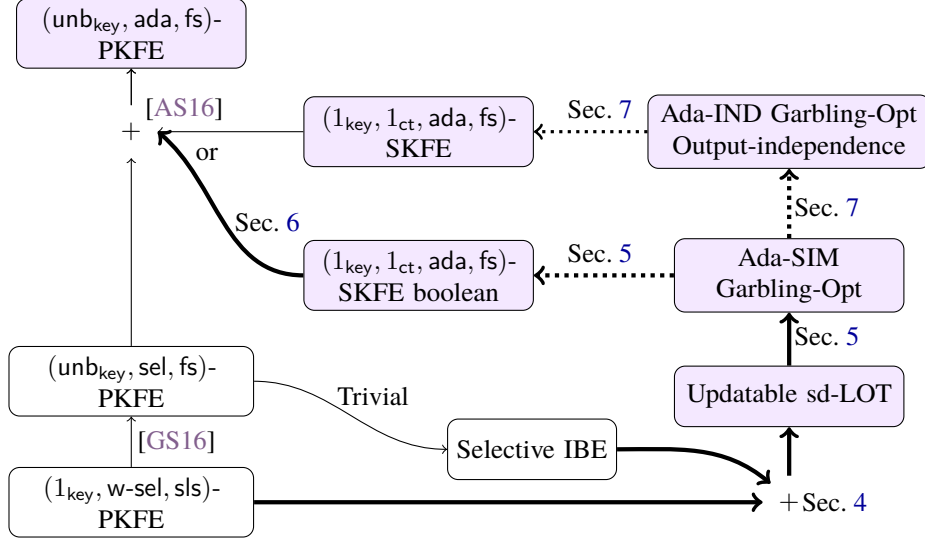 (unb_key, ada, fs)-
PKFE
[AS16]
+
or
(1_key, 1_ct, ada, fs)-
SKFE
Sec. 7
Ada-IND Garbling-Opt
Output-independence
Sec. 7
Sec. 6
(1_key, 1_ct, ada, fs)-
SKFE boolean
Sec. 5
Ada-SIM
Garbling-Opt
Sec. 5
(unb_key, sel, fs)-
PKFE
Trivial
Updatable sd-LOT
[GS16]
Selective IBE
(1_key, w-sel, sls)-
PKFE
+ Sec. 4